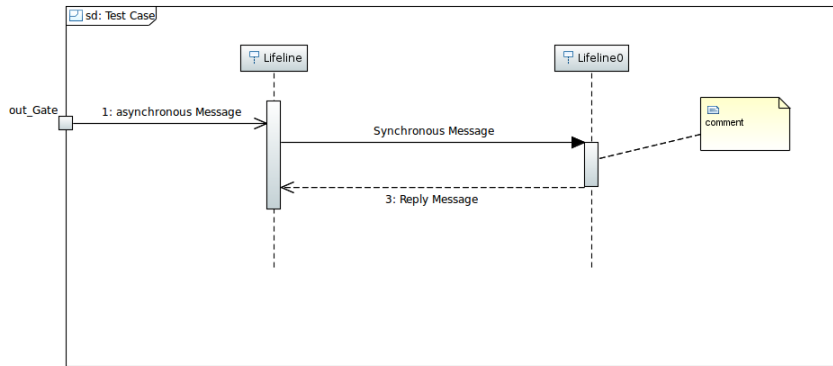 sd: Test Case
Lifeline
Lifeline0
out_Gate
1: asynchronous Message
comment
Synchronous Message
3: Reply Message